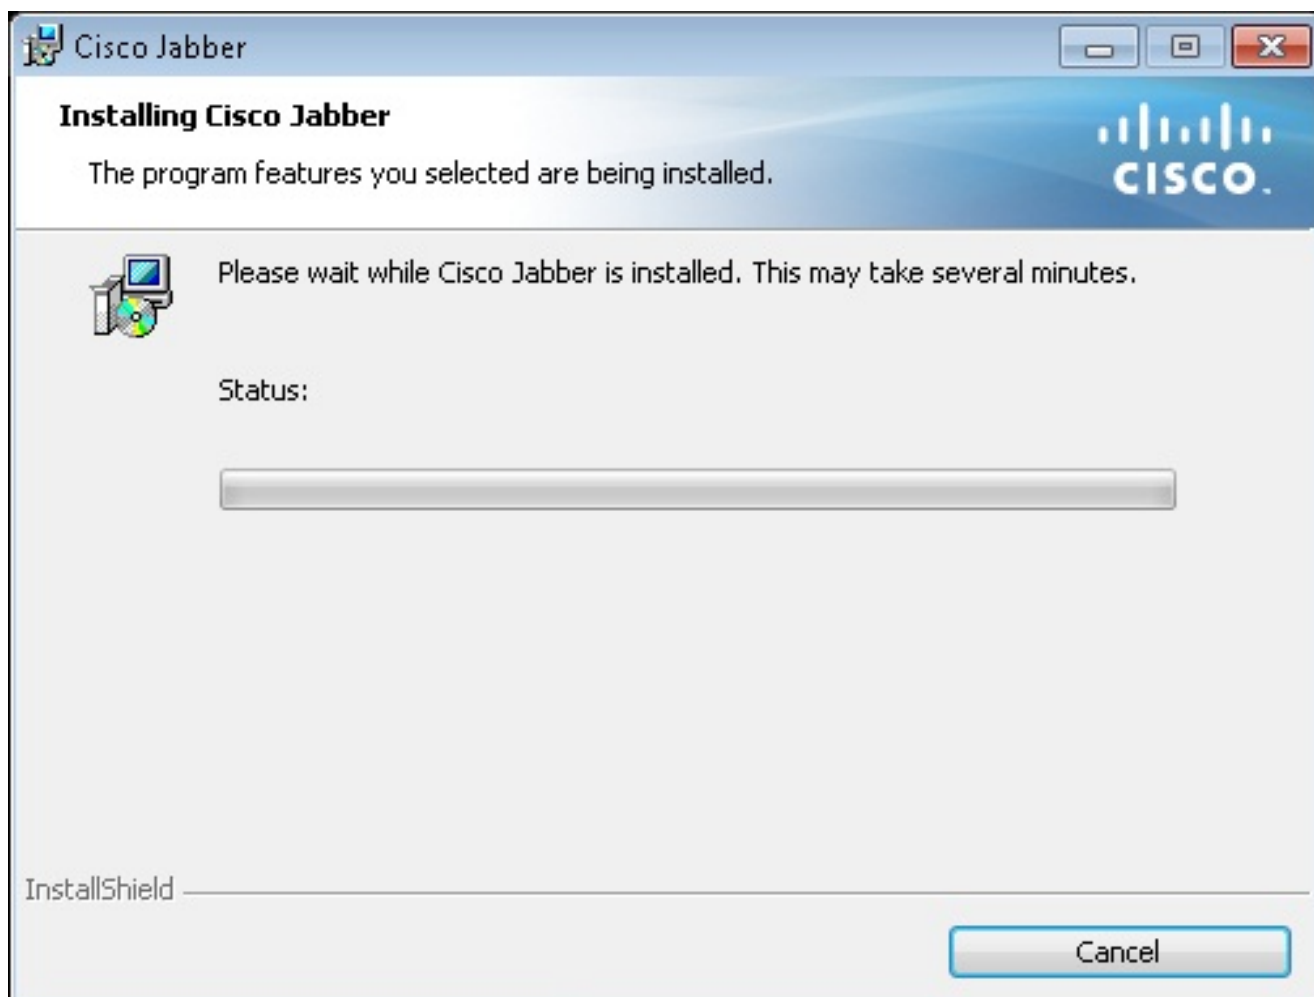 Cisco Jabber
Installing Cisco Jabber
The program features you selected are being installed.
CISCO.
Please wait while Cisco Jabber is installed. This may take several minutes.
Status:
InstallShield
Cancel